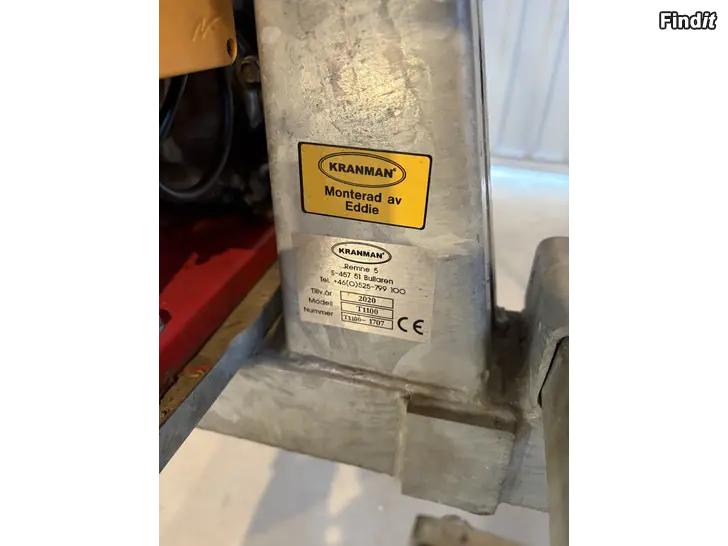 Findit
KRANMAN®
Monterad av
Eddie
KRANMAN®
Remne 5
S-457 51 Bullaren
Tel. +46(0)525-799 100
Tillv.år 2020
Modell T1100
Nummer T1100-1707
CE